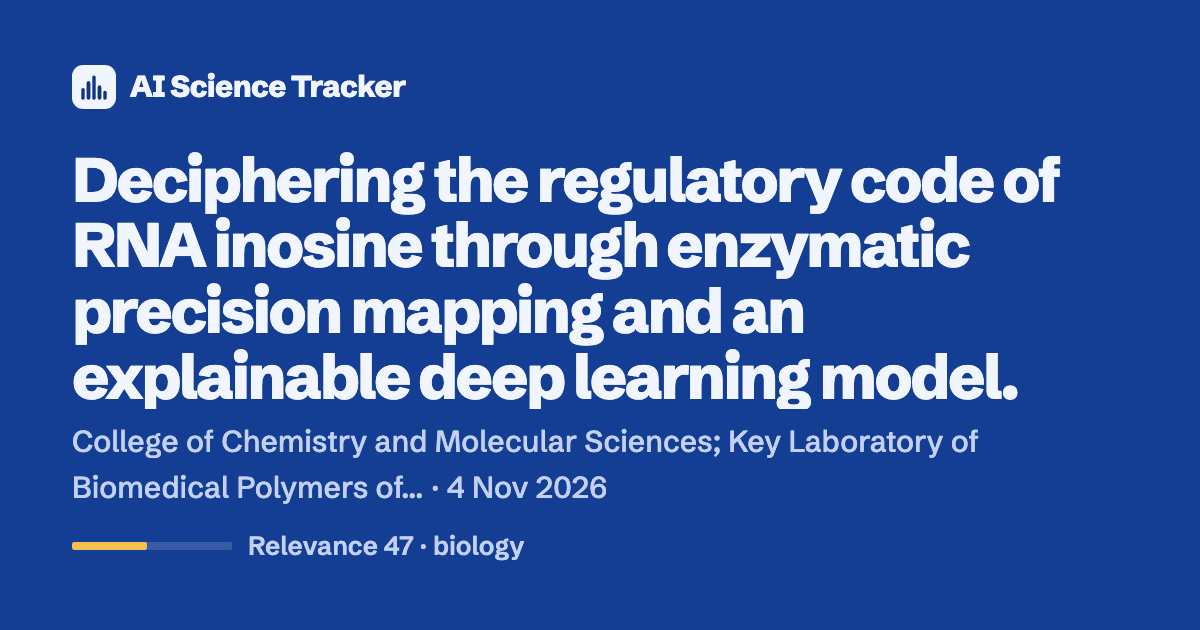 AI Science Tracker
Deciphering the regulatory code of
RNA inosine through enzymatic
precision mapping and an
explainable deep learning model.
College of Chemistry and Molecular Sciences; Key Laboratory of
Biomedical Polymers of... · 4 Nov 2026
Relevance 47 · biology